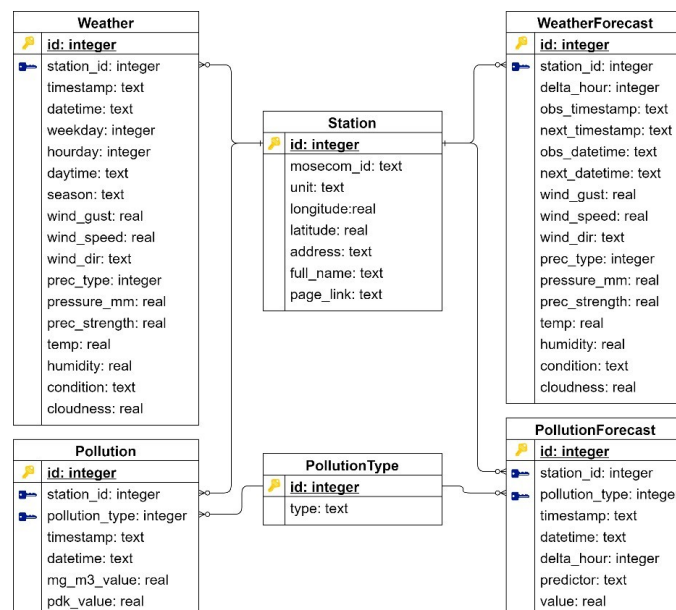 Weather
id: integer
station_id: integer
timestamp: text
datetime: text
weekday: integer
hourday: integer
daytime: text
season: text
wind_gust: real
wind_speed: real
wind_dir: text
prec_type: integer
pressure_mm: real
prec_strength: real
temp: real
humidity: real
condition: text
cloudness: real
Station
id: integer
mosecom_id: text
unit: text
longitude:real
latitude: real
address: text
full_name: text
page_link: text
WeatherForecast
id: integer
station_id: integer
delta_hour: integer
obs_timestamp: text
next_timestamp: text
obs_datetime: text
next_datetime: text
wind_gust: real
wind_speed: real
wind_dir: text
prec_type: integer
pressure_mm: real
prec_strength: real
temp: real
humidity: real
condition: text
cloudness: real
Pollution
id: integer
station_id: integer
pollution_type: integer
timestamp: text
datetime: text
mg_m3_value: real
pdk_value: real
PollutionType
id: integer
type: text
PollutionForecast
id: integer
station_id: integer
pollution_type: intege
timestamp: text
datetime: text
delta_hour: integer
predictor: text
value: real